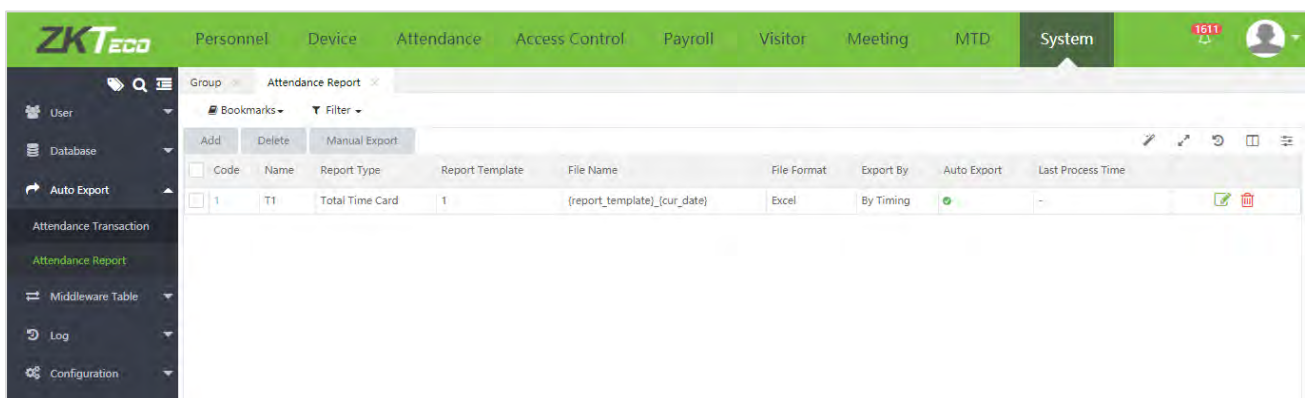 ZKTECO Personnel Device Attendance Access Control Payroll Visitor Meeting MTD System 1611
Group Attendance Report
User
Bookmarks Filter
Database
Add Delete Manual Export
Code Name Report Type Report Template File Name File Format Export By Auto Export Last Process Time
Auto Export
1 T1 Total Time Card 1 {report_template}_{cur_date} Excel By Timing -
Attendance Transaction
Attendance Report
Middleware Table
Log
Configuration